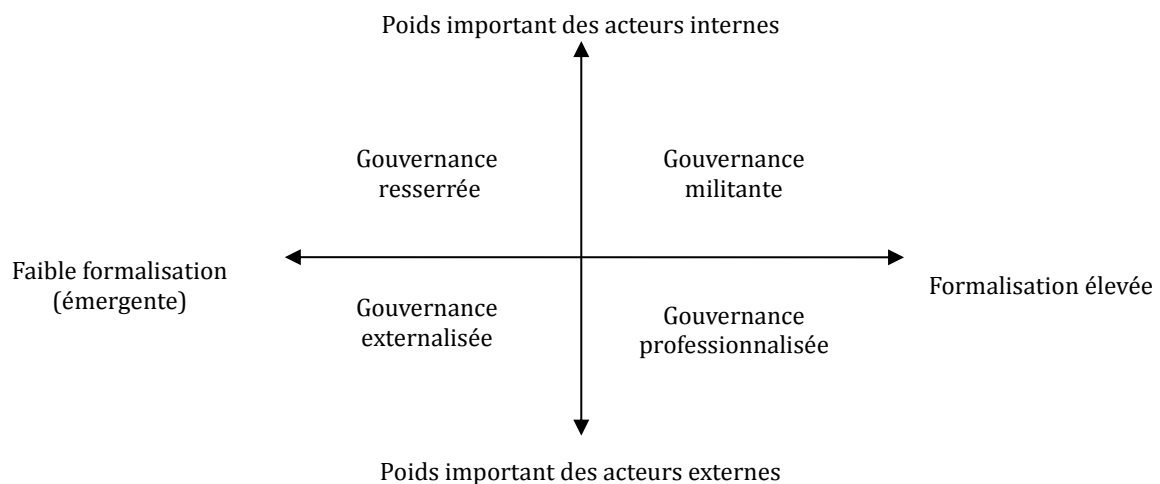 Poids important des acteurs internes
Gouvernance
resserrée
Gouvernance
militante
Faible formalisation
(émergente)
Formalisation élevée
Gouvernance
externalisée
Gouvernance
professionnalisée
Poids important des acteurs externes